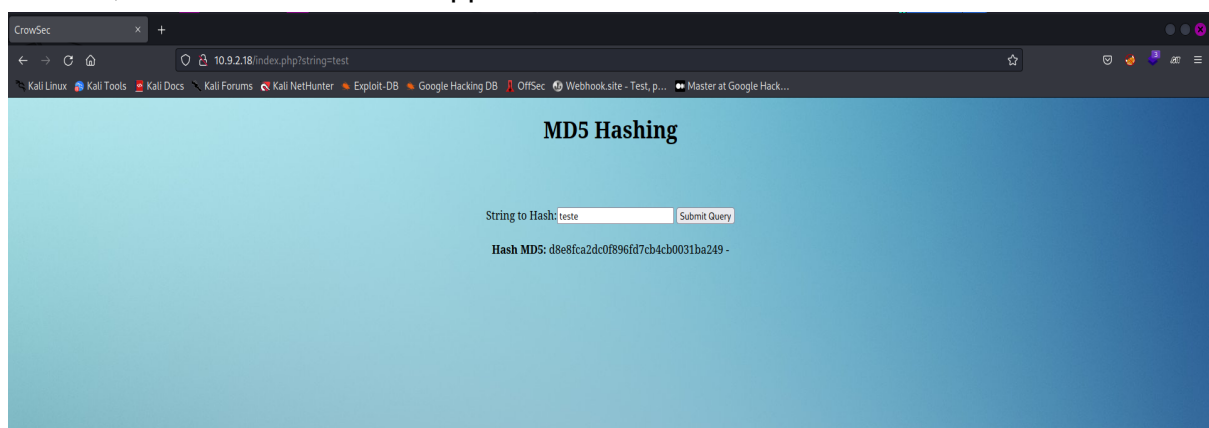 CrowSec
10.9.2.18/index.php?string=test
3
Kali Linux Kali Tools Kali Docs Kali Forums Kali NetHunter Exploit-DB Google Hacking DB OffSec Webhook.site - Test, p... Master at Google Hack...
MD5 Hashing
String to Hash: teste Submit Query
Hash MD5: d8e8fca2dc0f896fd7cb4cb0031ba249 -